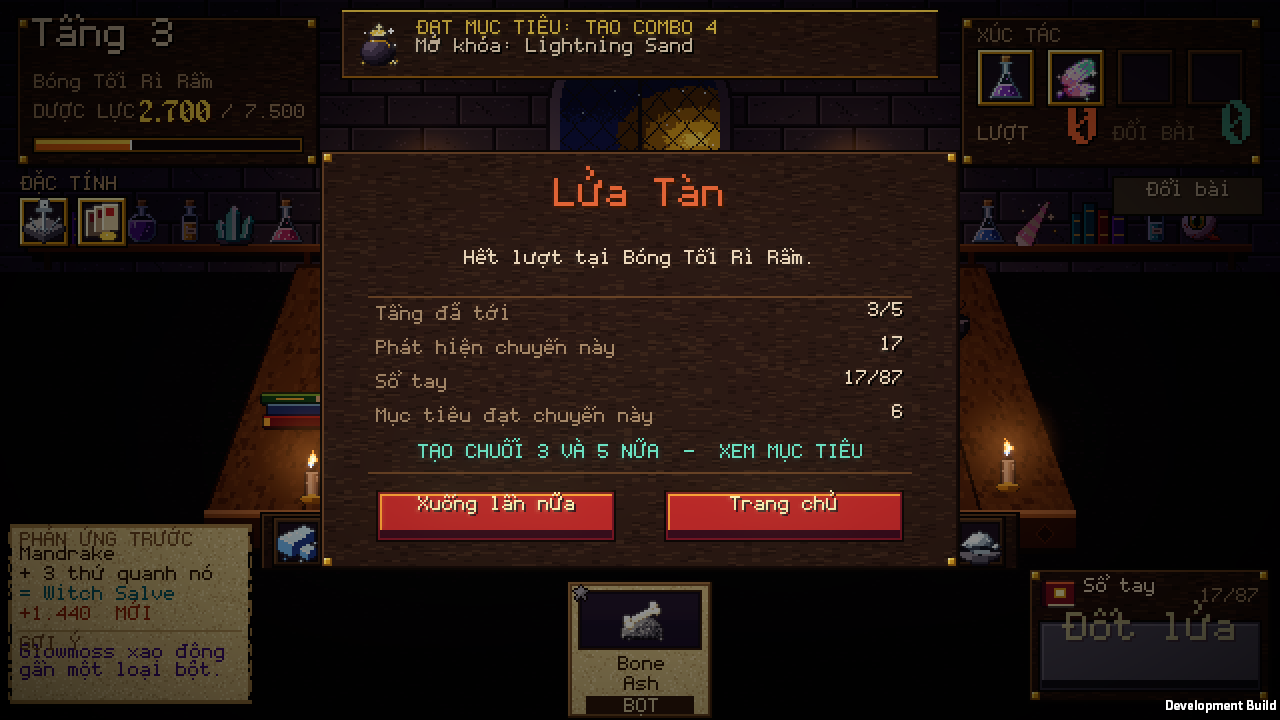 Tầng 3
Bóng Tối Rì Rầm
DƯỢC LỰC 2.700 / 7.500
ĐẶC TÍNH
ĐẠT MỤC TIÊU: TẠO COMBO 4
Mở khóa: Lightning Sand
XÚC TÁC
LƯỢT 0 ĐỔI BÀI 0
Đổi bài
Lửa Tàn
Hết lượt tại Bóng Tối Rì Rầm.
Tầng đã tới 3/5
Phát hiện chuyến này 17
Sổ tay 17/87
Mục tiêu đạt chuyến này 6
TẠO CHUỖI 3 VÀ 5 NỮA - XEM MỤC TIÊU
Xuống lần nữa
Trang chủ
PHẢN ỨNG TRƯỚC
Mandrake
+ 3 thứ quanh nó
= Witch Salve
+1.440 MỚI
GỢI Ý
Glowmoss xao động
gần một loại bột.
Bone
Ash
BỘT
Sổ tay 17/87
Đốt lửa
Development Build